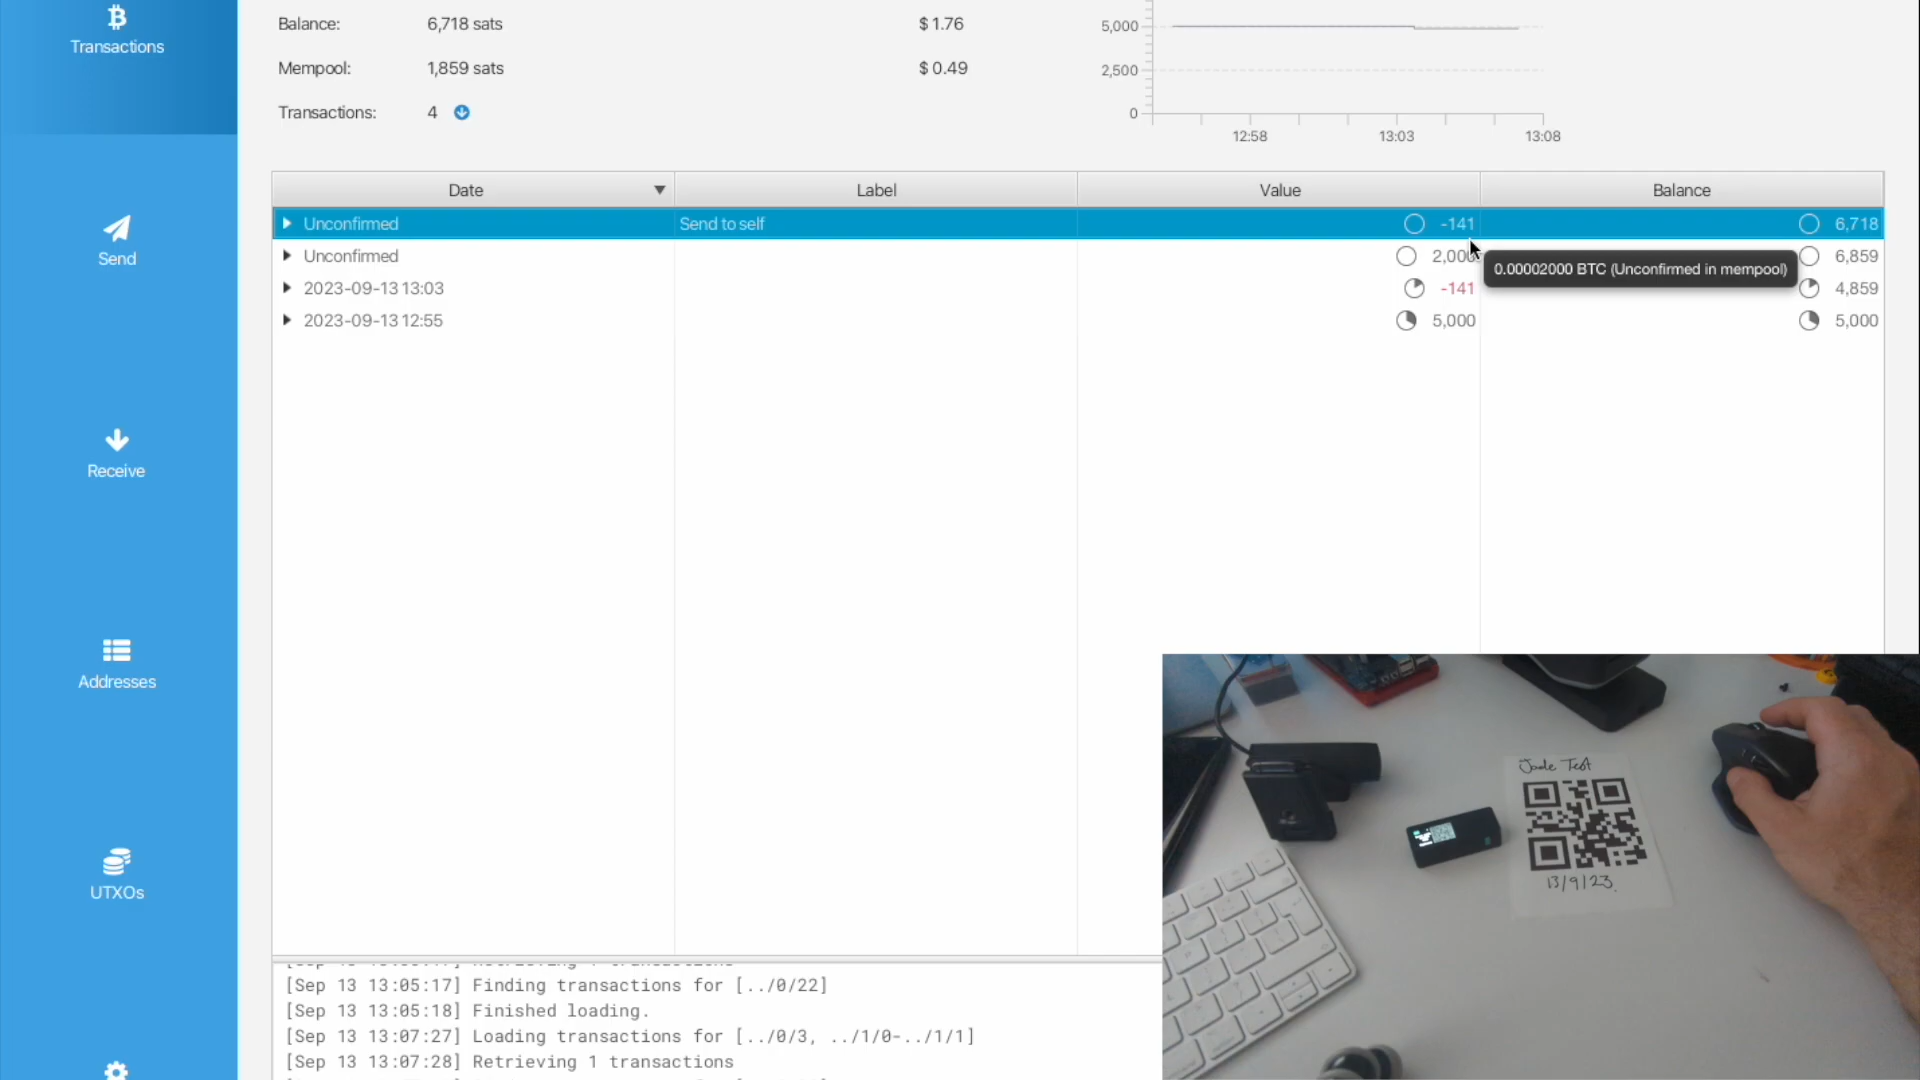 Transactions
Balance: 6,718 sats $ 1.76
Mempool: 1,859 sats $ 0.49
Transactions: 4
5,000
2,500
0
12:58 13:03 13:08
Date Label Value Balance
Unconfirmed Send to self -141 6,718
Unconfirmed 2,000 6,859
0.00002000 BTC (Unconfirmed in mempool)
2023-09-13 13:03 -141 4,859
2023-09-13 12:55 5,000 5,000
Send
Receive
Addresses
UTXOs
[Sep 13 13:05:17] Finding transactions for [../0/22]
[Sep 13 13:05:18] Finished loading.
[Sep 13 13:07:27] Loading transactions for [../0/3, ../1/0-../1/1]
[Sep 13 13:07:28] Retrieving 1 transactions
Jade Test
13/9/23.